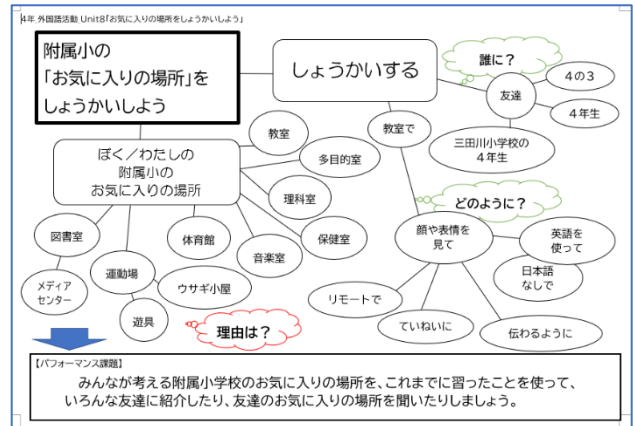 4年 外国語活動 Unit8「お気に入りの場所をしょうかいしよう」
附属小の
「お気に入りの場所」を
しょうかいしよう
しょうかいする
誰に？
友達
4の3
4年生
三田川小学校の
4年生
ぼく／わたしの
附属小の
お気に入りの場所
教室
多目的室
理科室
保健室
音楽室
体育館
運動場
ウサギ小屋
遊具
図書室
メディア
センター
理由は？
教室で
どのように？
顔や表情を
見て
英語を
使って
日本語
なしで
リモートで
ていねいに
伝わるように
【パフォーマンス課題】
みんなが考える附属小学校のお気に入りの場所を、これまでに習ったことを使って、
いろんな友達に紹介したり、友達のお気に入りの場所を聞いたりしましょう。